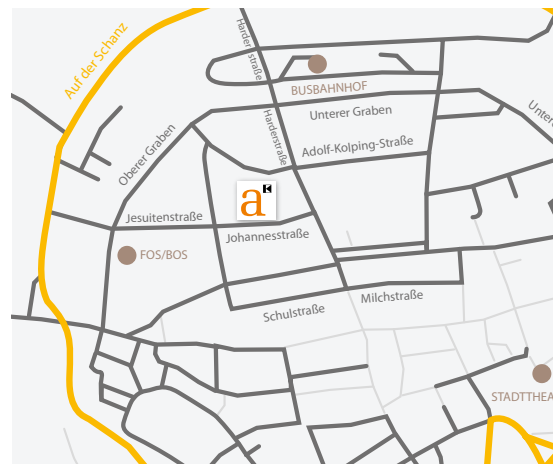 Auf der Schanz
Harderstraße
BUSBAHNHOF
Unterer Graben
Unter
Oberer Graben
Harderstraße
Adolf-Kolping-Straße
a
Jesuitenstraße
Johannesstraße
FOS/BOS
Milchstraße
Schulstraße
STADTTHEA